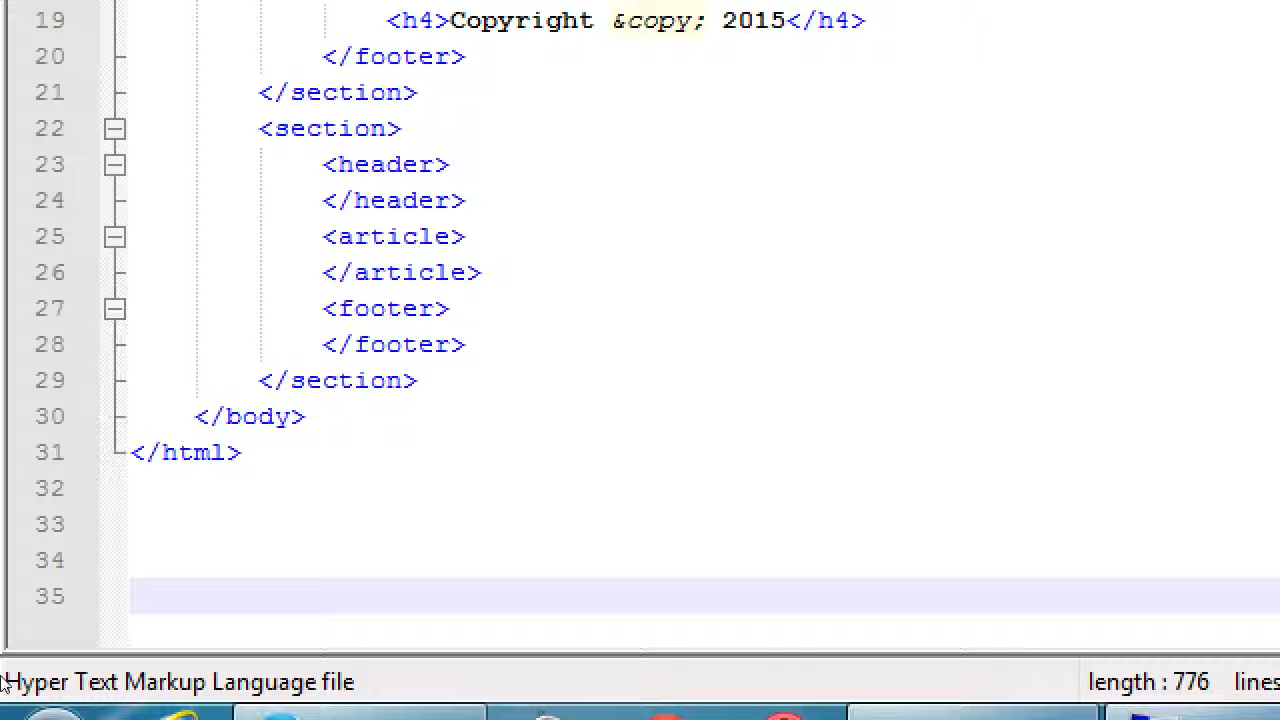 19 <h4>Copyright &copy; 2015</h4>
20 </footer>
21 </section>
22 <section>
23 <header>
24 </header>
25 <article>
26 </article>
27 <footer>
28 </footer>
29 </section>
30 </body>
31 </html>
32
33
34
35
Hyper Text Markup Language file length : 776 lines